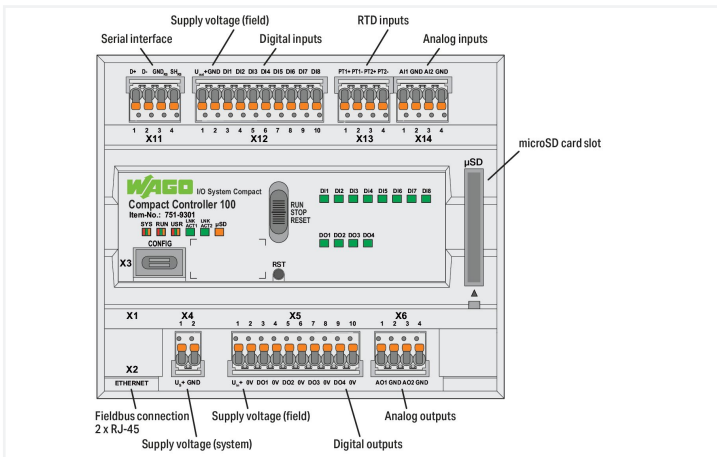 Supply voltage (field)
RTD inputs
Serial interface
Digital inputs
Analog inputs
D+ D- GND SH
U +GND DI1 DI2 DI3 DI4 DI5 DI6 DI7 DI8
PT1+ PT1- PT2+ PT2-
AI1 GND AI2 GND
1 2 3 4
1 2 3 4 5 6 7 8 9 10
1 2 3 4
1 2 3 4
X11
X12
X13
X14
microSD card slot
µSD
WAGO I/O System Compact
Compact Controller 100
Item-No.: 751-9301
SYS RUN USR LNK ACT1 LNK ACT2 µSD
RUN
STOP
RESET
DI1 DI2 DI3 DI4 DI5 DI6 DI7 DI8
DO1 DO2 DO3 DO4
CONFIG
X3
RST
X1
X4
X5
X6
1 2
1 2 3 4 5 6 7 8 9 10
1 2 3 4
X2
ETHERNET
+ GND
+ 0V DO1 0V DO2 0V DO3 0V DO4 0V
AO1 GND AO2 GND
Fieldbus connection
2 x RJ-45
Supply voltage (field)
Analog outputs
Supply voltage (system)
Digital outputs